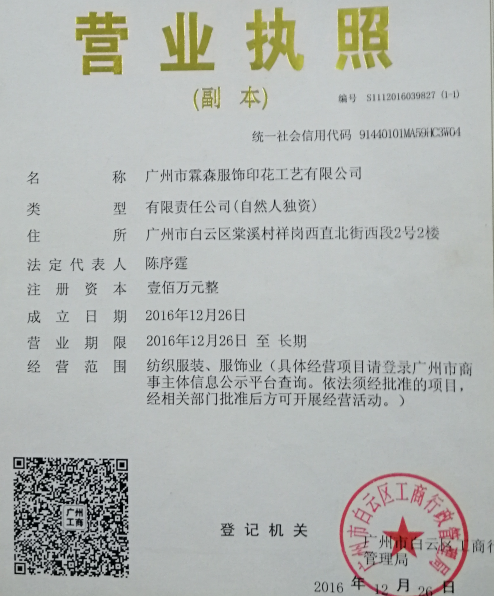 营业执照
(副 本)
编号 S1112016039827 (1-1)
统一社会信用代码 91440101MA59HC3W04
名 称 广州市霖森服饰印花工艺有限公司
类 型 有限责任公司(自然人独资)
住 所 广州市白云区棠溪村祥岗西直北街西段2号2楼
法定代表人 陈序霆
注册资本 壹佰万元整
成立日期 2016年12月26日
营业期限 2016年12月26日 至 长期
经营范围 纺织服装、服饰业（具体经营项目请登录广州市商
事主体信息公示平台查询。依法须经批准的项目，
经相关部门批准后方可开展经营活动。）
广州
工商
广州市白云区工商行政管理局
登记机关
广州市白云区工商行
管理局
2016 年 12 月 26 日